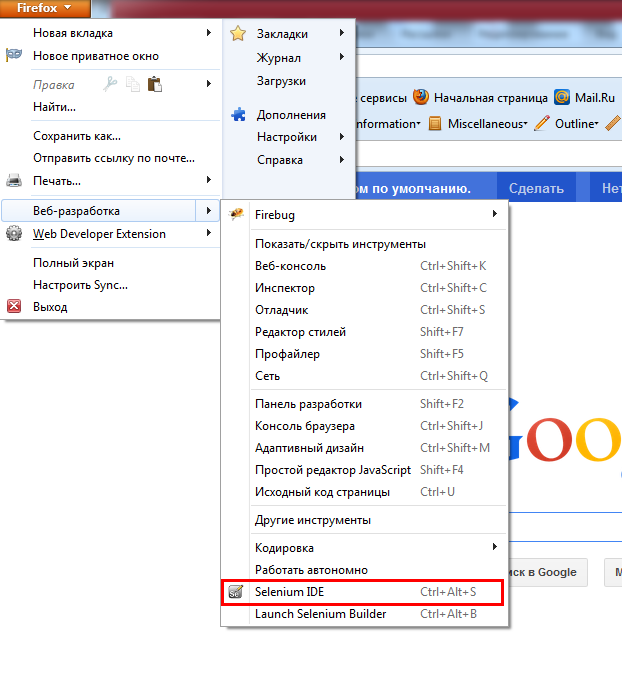 Firefox
Новая вкладка
Новое приватное окно
Правка
Найти...
Сохранить как...
Отправить ссылку по почте...
Печать...
Веб-разработка
Web Developer Extension
Полный экран
Настроить Sync...
Выход
Закладки
Журнал
Загрузки
Дополнения
Настройки
Справка
е сервисы Начальная страница Mail.Ru
nformation Miscellaneous Outline
ом по умолчанию. Сделать Нет
Firebug
Показать/скрыть инструменты
Веб-консоль Ctrl+Shift+K
Инспектор Ctrl+Shift+C
Отладчик Ctrl+Shift+S
Редактор стилей Shift+F7
Профайлер Shift+F5
Сеть Ctrl+Shift+Q
Панель разработки Shift+F2
Консоль браузера Ctrl+Shift+J
Адаптивный дизайн Ctrl+Shift+M
Простой редактор JavaScript Shift+F4
Исходный код страницы Ctrl+U
Другие инструменты
Кодировка
Работать автономно
Selenium IDE Ctrl+Alt+S
Launch Selenium Builder Ctrl+Alt+B
Goo
иск в Google М